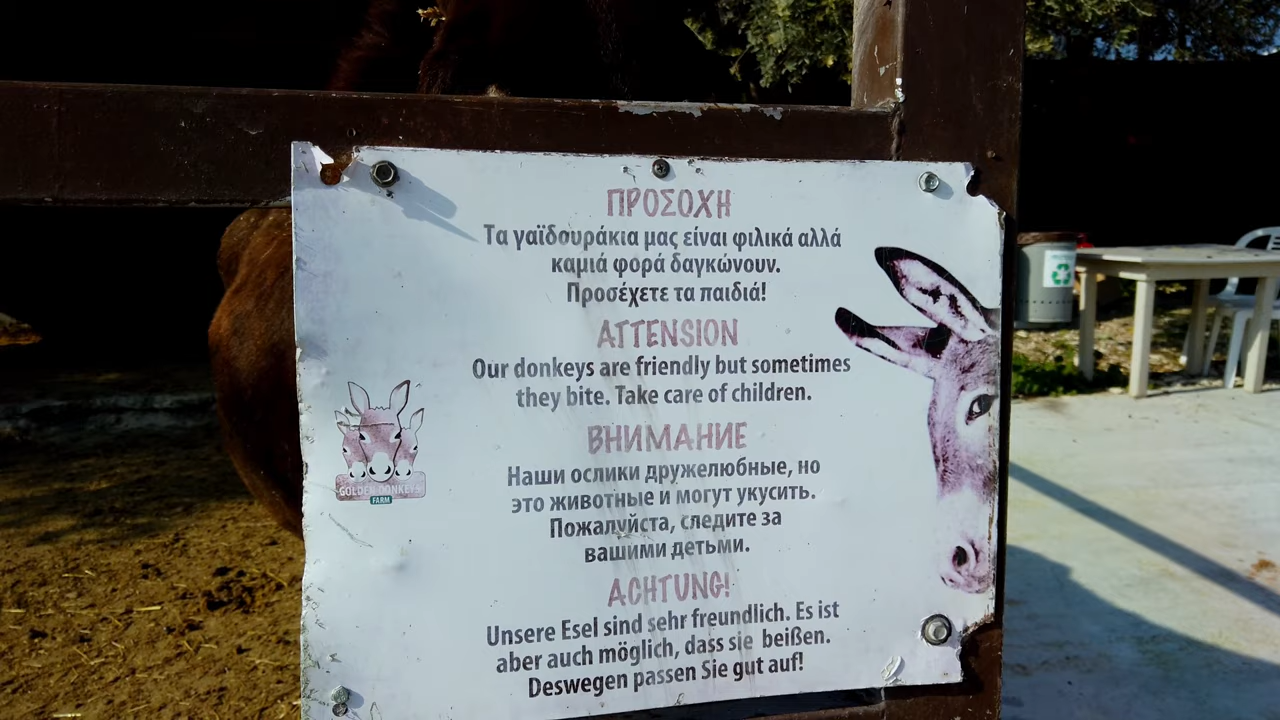 ΠΡΟΣΟΧΗ
Τα γαϊδουράκια μας είναι φιλικά αλλά
καμιά φορά δαγκώνουν.
Προσέχετε τα παιδιά!
ATTENSION
Our donkeys are friendly but sometimes
they bite. Take care of children.
ВНИМАНИЕ
Наши ослики дружелюбные, но
это животные и могут укусить.
Пожалуйста, следите за
вашими детьми.
ACHTUNG!
Unsere Esel sind sehr freundlich. Es ist
aber auch möglich, dass sie beißen.
Deswegen passen Sie gut auf!
GOLDEN DONKEYS
FARM